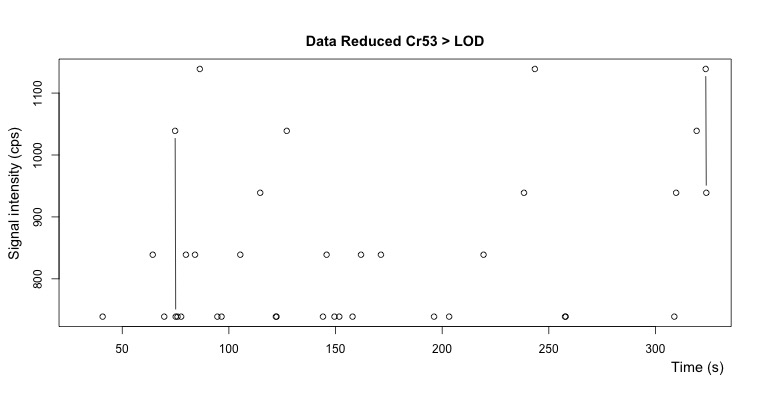 Data Reduced Cr53 > LOD
Signal intensity (cps)
1100
1000
900
800
50 100 150 200 250 300
Time (s)